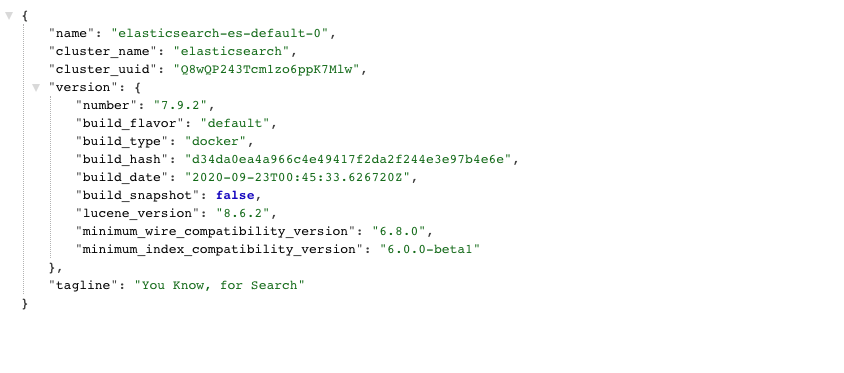 {
"name": "elasticsearch-es-default-0",
"cluster_name": "elasticsearch",
"cluster_uuid": "Q8wQP243Tcmlzo6ppK7Mlw",
"version": {
"number": "7.9.2",
"build_flavor": "default",
"build_type": "docker",
"build_hash": "d34da0ea4a966c4e49417f2da2f244e3e97b4e6e",
"build_date": "2020-09-23T00:45:33.626720Z",
"build_snapshot": false,
"lucene_version": "8.6.2",
"minimum_wire_compatibility_version": "6.8.0",
"minimum_index_compatibility_version": "6.0.0-beta1"
},
"tagline": "You Know, for Search"
}